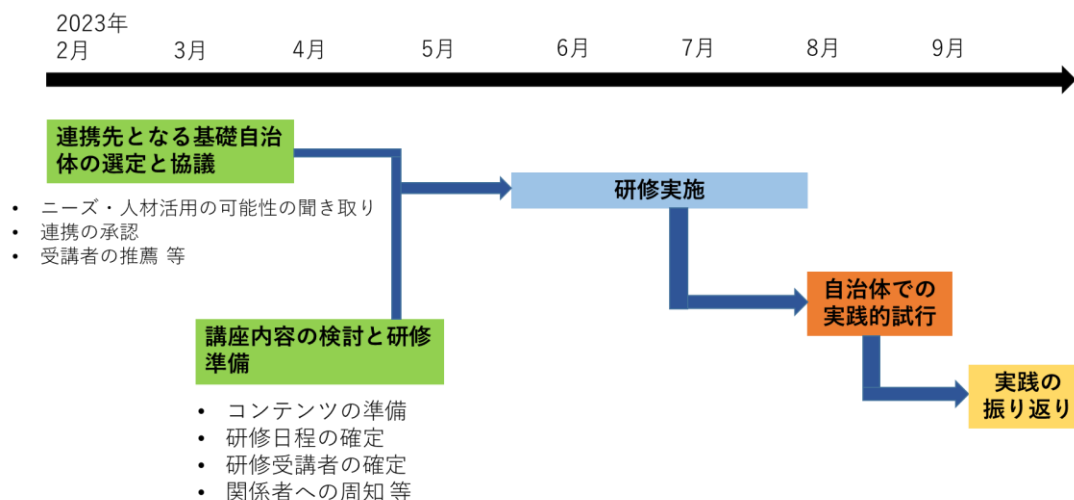 2023年
2月 3月 4月 5月 6月 7月 8月 9月
連携先となる基礎自治
体の選定と協議
• ニーズ・人材活用の可能性の聞き取り
• 連携の承認
• 受講者の推薦 等
研修実施
自治体での
実践的試行
講座内容の検討と研修
準備
• コンテンツの準備
• 研修日程の確定
• 研修受講者の確定
• 関係者への周知 等
実践の
振り返り